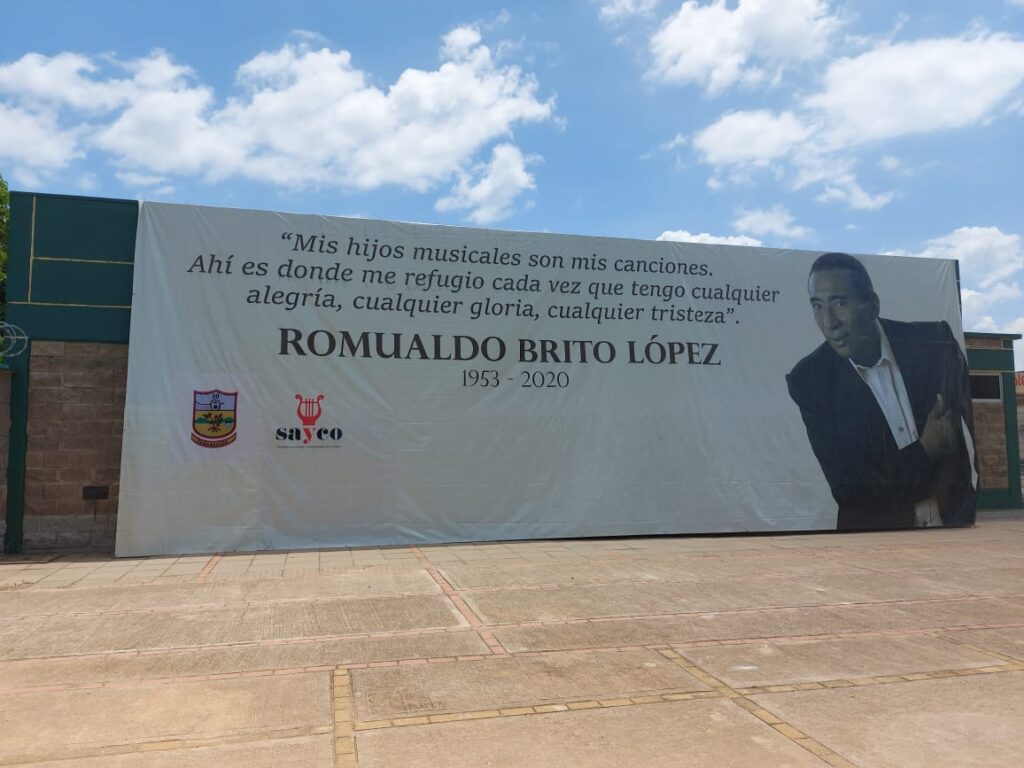 “Mis hijos musicales son mis canciones.
Ahí es donde me refugio cada vez que tengo cualquier
alegría, cualquier gloria, cualquier tristeza”.
ROMUALDO BRITO LÓPEZ
1953 - 2020
sayco